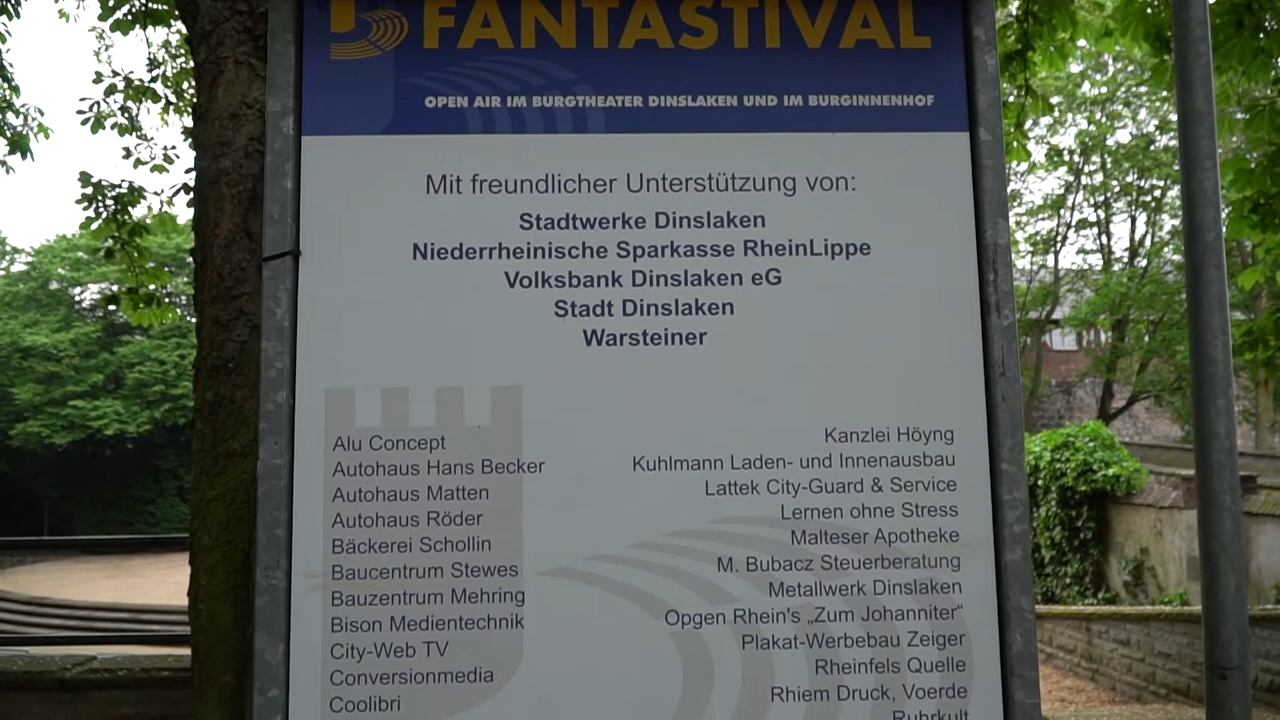 FANTASTIVAL
OPEN AIR IM BURGTHEATER DINSLAKEN UND IM BURGINNENHOF
Mit freundlicher Unterstützung von:
Stadtwerke Dinslaken
Niederrheinische Sparkasse RheinLippe
Volksbank Dinslaken eG
Stadt Dinslaken
Warsteiner
Alu Concept
Autohaus Hans Becker
Autohaus Matten
Autohaus Röder
Bäckerei Schollin
Baucentrum Stewes
Bauzentrum Mehring
Bison Medientechnik
City-Web TV
Conversionmedia
Coolibri
Kanzlei Höyng
Kuhlmann Laden- und Innenausbau
Lattek City-Guard & Service
Lernen ohne Stress
Malteser Apotheke
M. Bubacz Steuerberatung
Metallwerk Dinslaken
Opgen Rhein's „Zum Johanniter“
Plakat-Werbebau Zeiger
Rheinfels Quelle
Rhiem Druck, Voerde
Ruhrkult